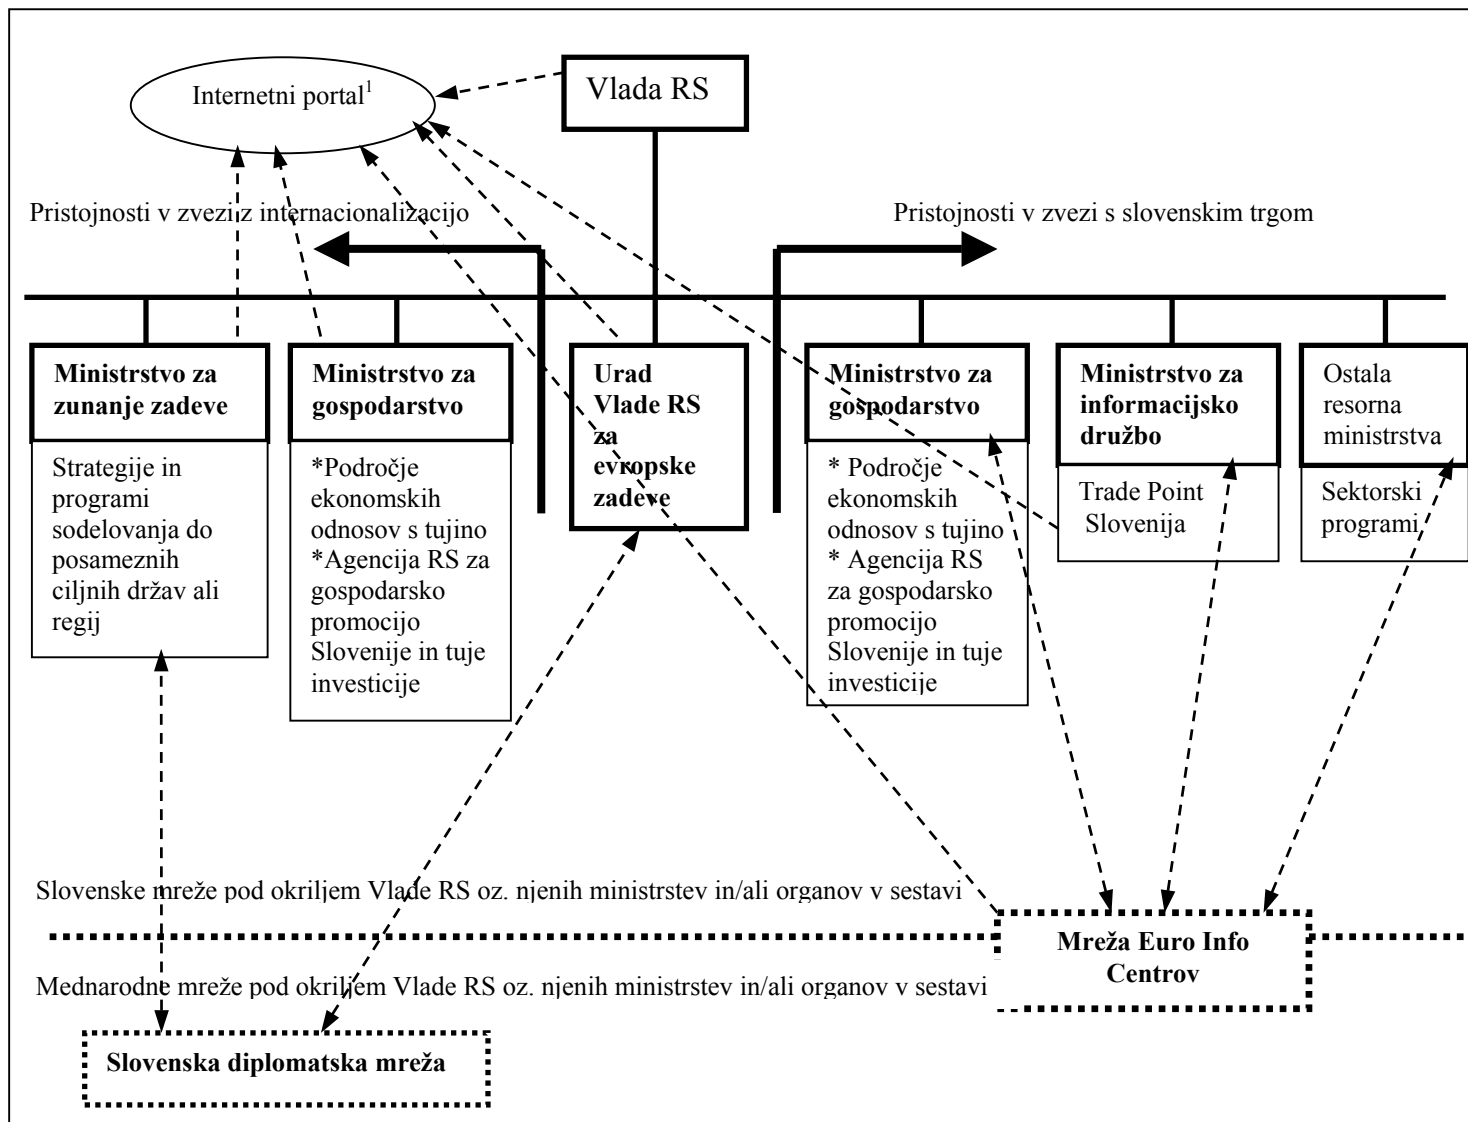 Internetni portal1
Vlada RS
Pristojnosti v zvezi z internacionalizacijo
Pristojnosti v zvezi s slovenskim trgom
Ministrstvo za
zunanje zadeve
Strategije in
programi
sodelovanja do
posameznih
ciljnih držav ali
regij
Ministrstvo za
gospodarstvo
*Področje
ekonomskih
odnosov s tujino
*Agencija RS za
gospodarsko
promocijo
Slovenije in tuje
investicije
Urad
Vlade RS
za
evropske
zadeve
Ministrstvo za
gospodarstvo
* Področje
ekonomskih
odnosov s tujino
* Agencija RS
za gospodarsko
promocijo
Slovenije in tuje
investicije
Ministrstvo za
informacijsko
družbo
Trade Point
Slovenija
Ostala
resorna
ministrstva
Sektorski
programi
Slovenske mreže pod okriljem Vlade RS oz. njenih ministrstev in/ali organov v sestavi
Mreža Euro Info
Centrov
Mednarodne mreže pod okriljem Vlade RS oz. njenih ministrstev in/ali organov v sestavi
Slovenska diplomatska mreža